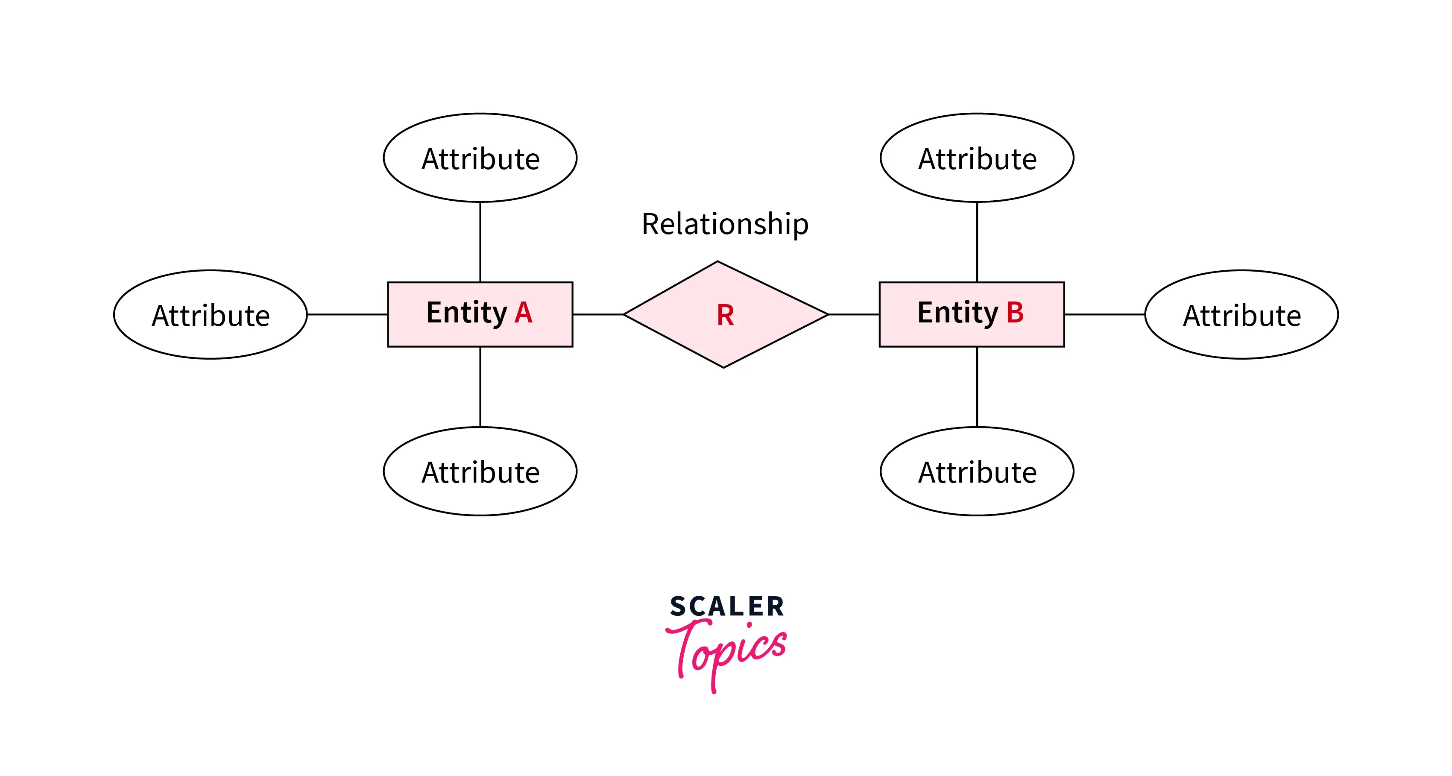 Attribute
Attribute
Relationship
Attribute
Entity A
R
Entity B
Attribute
Attribute
Attribute
SCALER
Topics